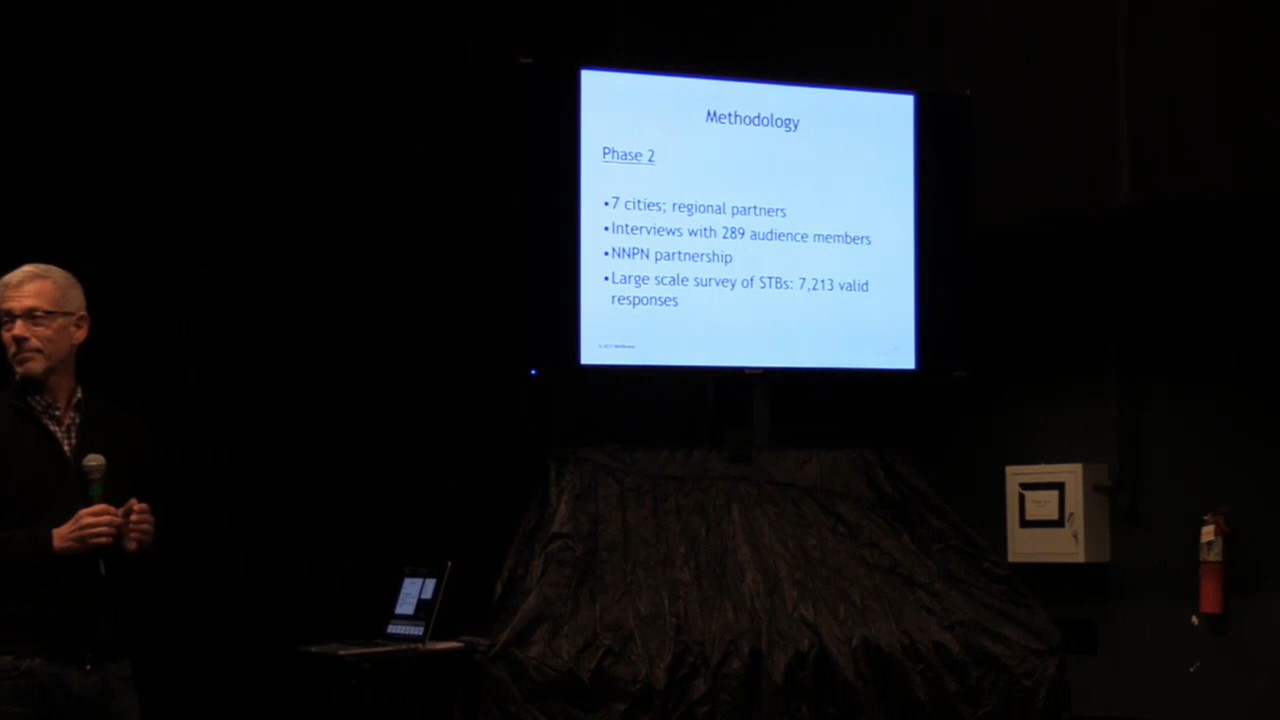 Methodology
Phase 2
•7 cities; regional partners
•Interviews with 289 audience members
•NNPN partnership
•Large scale survey of STBs: 7,213 valid
responses